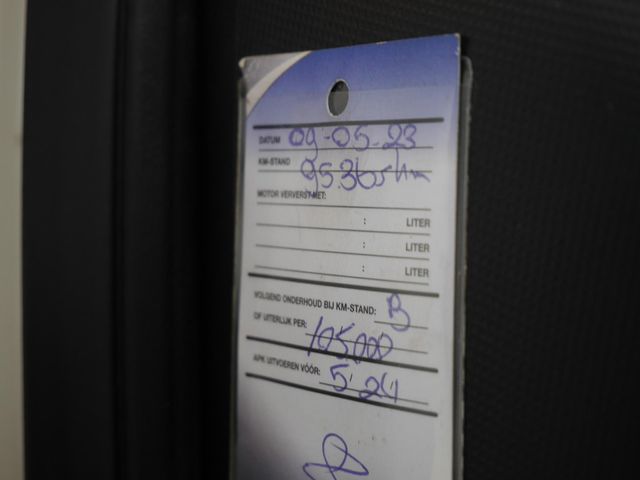 DATUM 09-05-23
KM-STAND 95.365 km
MOTOR VERVERST MET:
: LITER
: LITER
: LITER
VOLGEND ONDERHOUD BIJ KM-STAND: B
OF UITERLIJK PER: 105,000
APK UITVOEREN VÓÓR: 5' 24